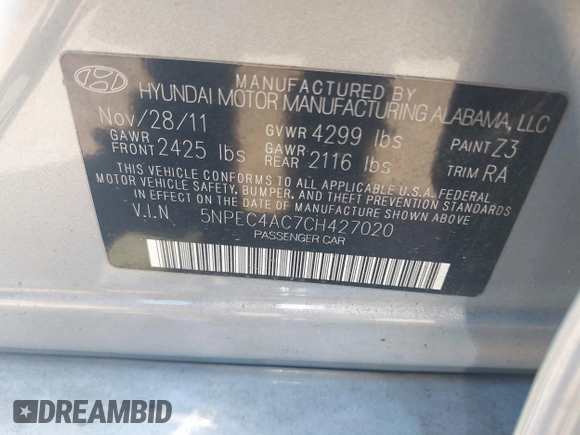 MANUFACTURED BY
HYUNDAI MOTOR MANUFACTURING ALABAMA, LLC
Nov/28/11 GVWR 4299 lbs PAINT Z3
GAWR FRONT 2425 lbs GAWR REAR 2116 lbs TRIM RA
THIS VEHICLE CONFORMS TO ALL APPLICABLE FEDERAL
MOTOR VEHICLE SAFETY, BUMPER, AND THEFT PREVENTION STANDARDS
IN EFFECT ON THE DATE OF MANUFACTURE SHOWN ABOVE.
V.I.N 5NPEC4AC7CH427020
PASSENGER CAR
DREAMBID